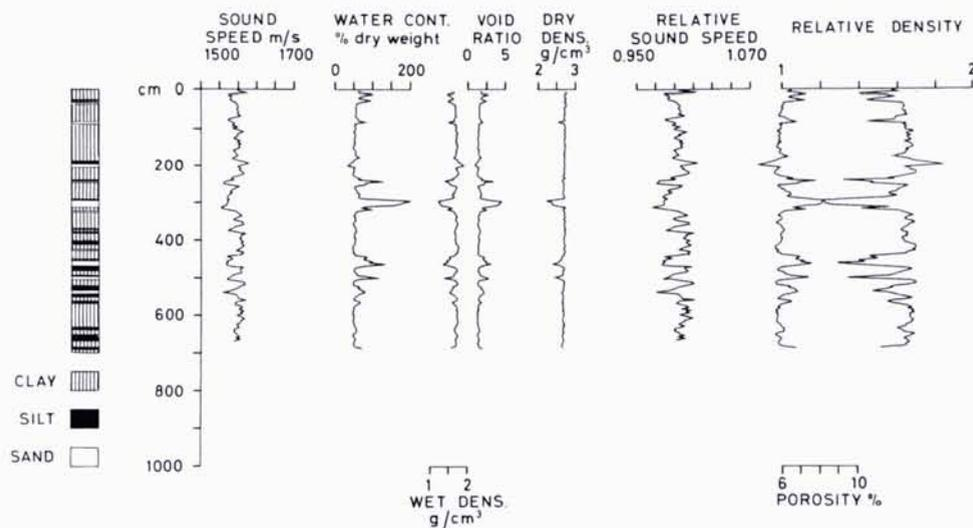 SOUND
SPEED m/s
1500 1700
WATER CONT.
% dry weight
0 200
VOID
RATIO
0 5
DRY
DENS.
g/cm³
2 3
RELATIVE
SOUND SPEED
0.950 1.070
RELATIVE DENSITY
1 2
cm 0
200
400
600
800
1000
CLAY
SILT
SAND
1 2
WET DENS.
g/cm³
6 10
POROSITY %